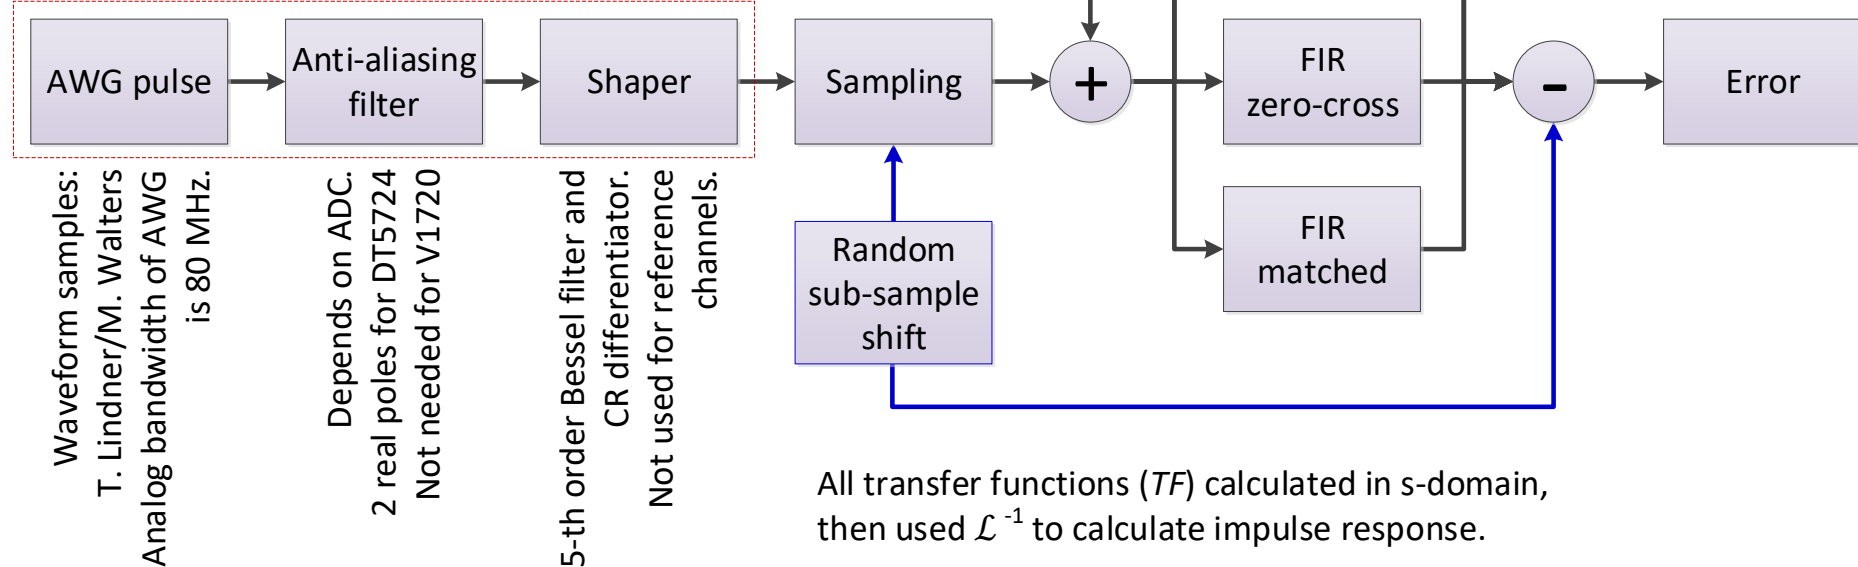 AWG pulse
Anti-aliasing
filter
Shaper
Sampling
+
FIR
zero-cross
-
Error
FIR
matched
Random
sub-sample
shift
Waveform samples:
T. Lindner/M. Walters
Analog bandwidth of AWG
is 80 MHz.
Depends on ADC.
2 real poles for DT5724
Not needed for V1720
5-th order Bessel filter and
CR differentiator.
Not used for reference
channels.
All transfer functions (TF) calculated in s-domain,
then used ℒ -1 to calculate impulse response.